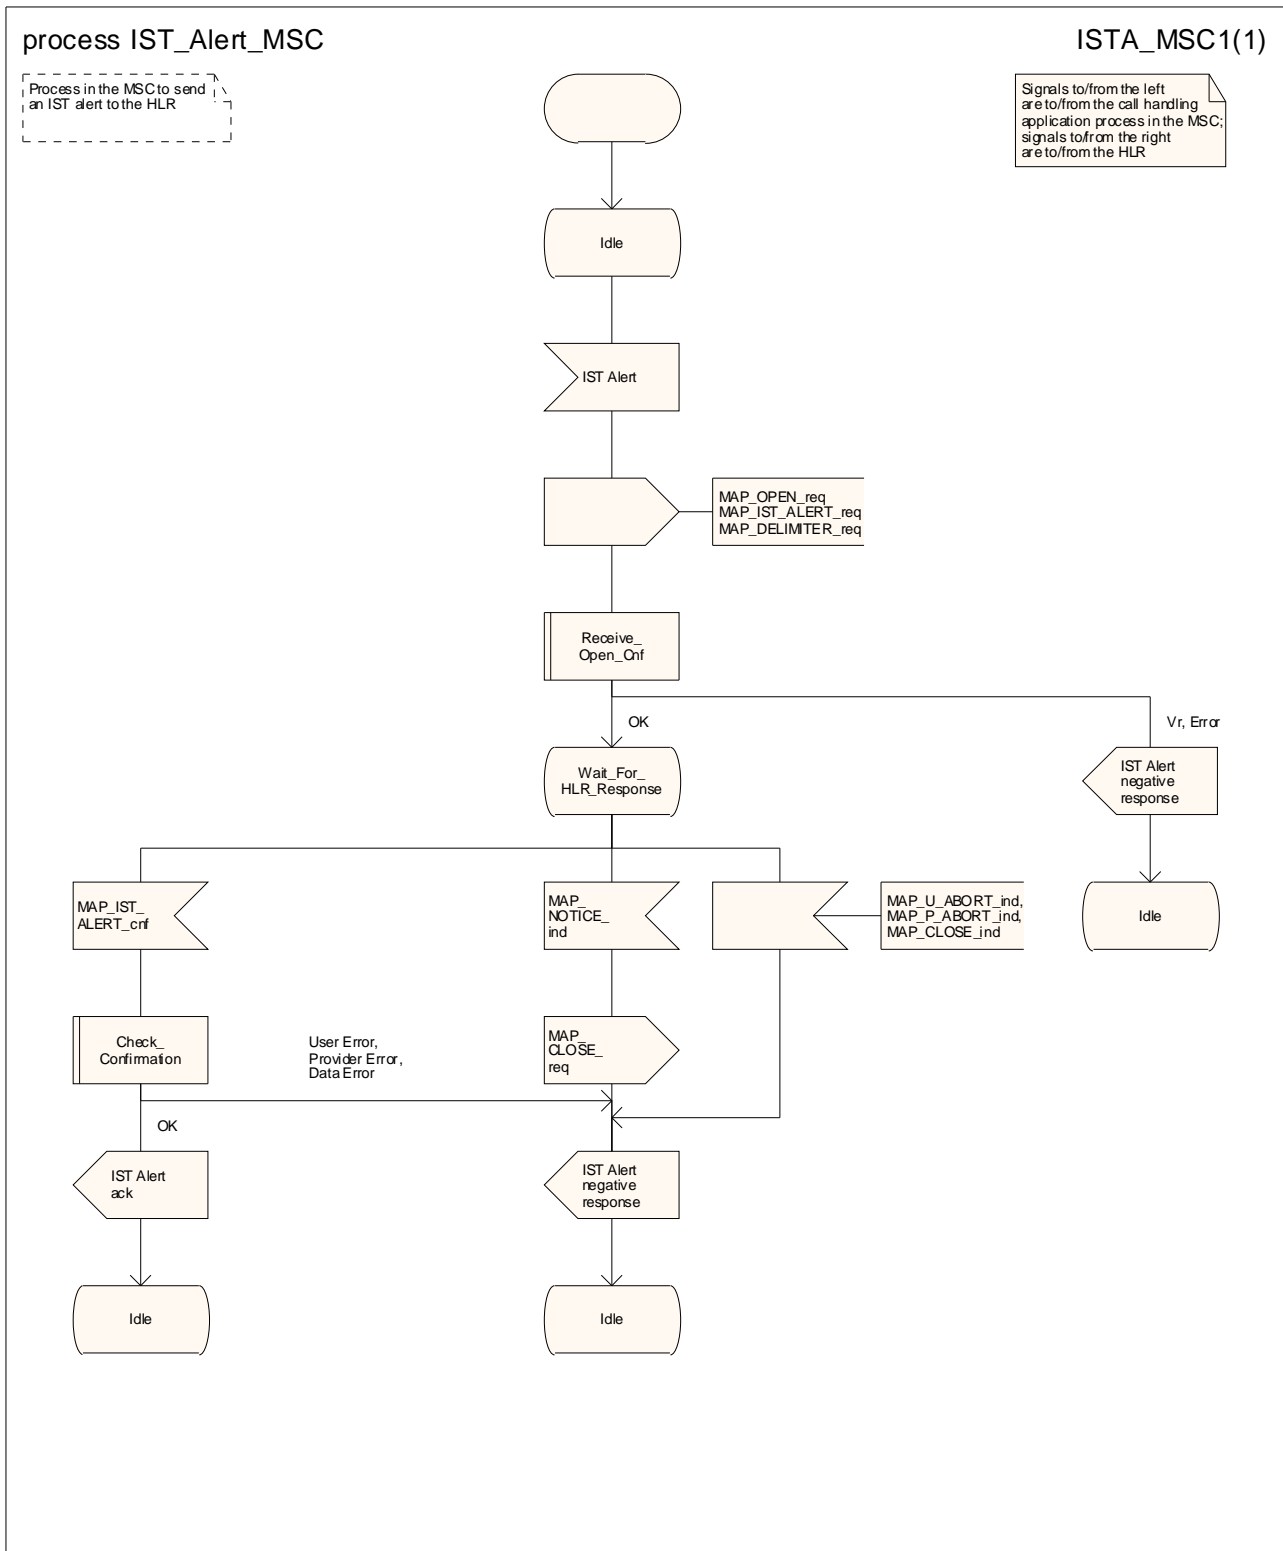 process IST_Alert_MSC
ISTA_MSC1(1)
Process in the MSC to send
an IST alert to the HLR
Signals to/from the left
are to/from the call handling
application process in the MSC;
signals to/from the right
are to/from the HLR
Idle
IST Alert
MAP_OPEN_req
MAP_IST_ALERT_req
MAP_DELIMITER_req
Receive_
Open_Cnf
OK
Vr, Error
Wait_For_
HLR_Response
IST Alert
negative
response
MAP_IST_
ALERT_cnf
MAP_
NOTICE_
ind
MAP_U_ABORT_ind,
MAP_P_ABORT_ind,
MAP_CLOSE_ind
Idle
Check_
Confirmation
User Error,
Provider Error,
Data Error
MAP_
CLOSE_
req
OK
IST Alert
ack
IST Alert
negative
response
Idle
Idle